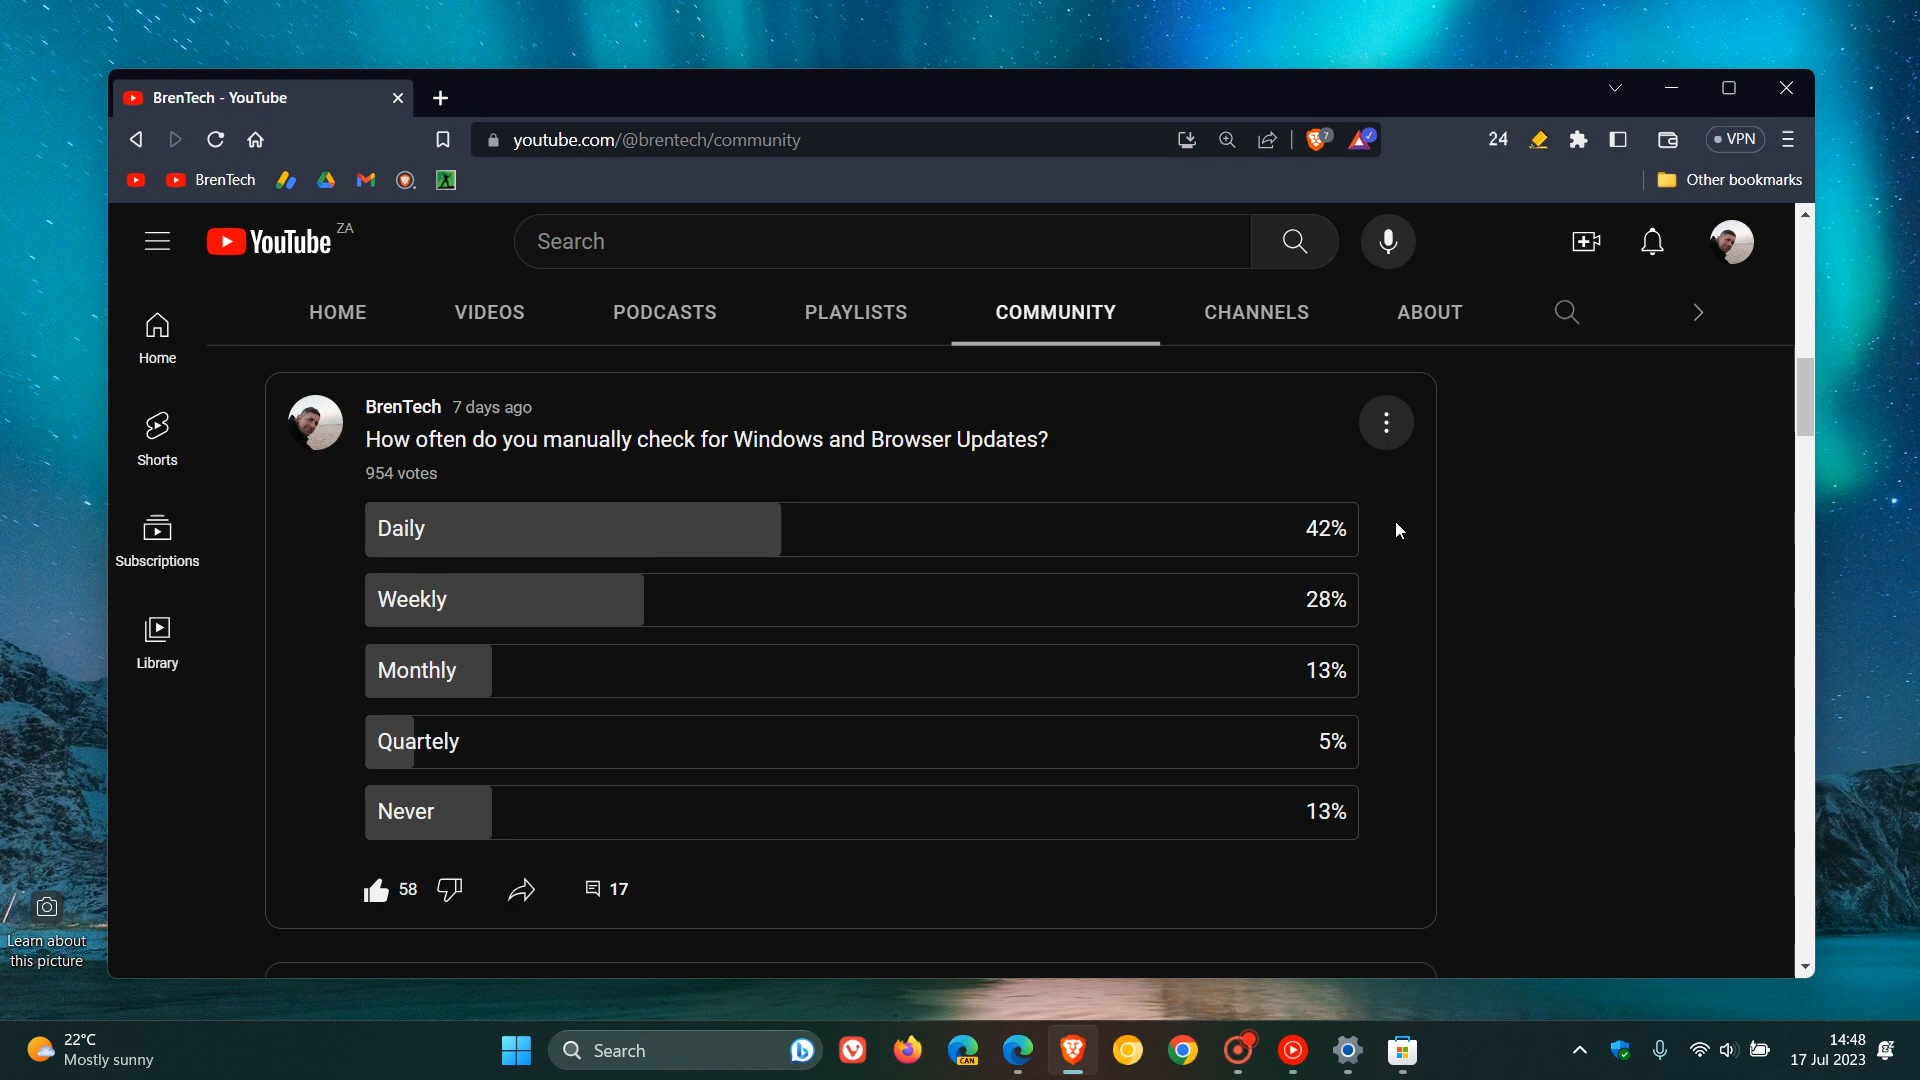 BrenTech - YouTube
youtube.com/@brentech/community
7
24
VPN
BrenTech
Other bookmarks
YouTube ZA
Search
HOME VIDEOS PODCASTS PLAYLISTS COMMUNITY CHANNELS ABOUT
Home
Shorts
Subscriptions
Library
BrenTech 7 days ago
How often do you manually check for Windows and Browser Updates?
954 votes
Daily 42%
Weekly 28%
Monthly 13%
Quartely 5%
Never 13%
58
17
Learn about
this picture
22°C
Mostly sunny
Search
CAN
14:48
17 Jul 2023